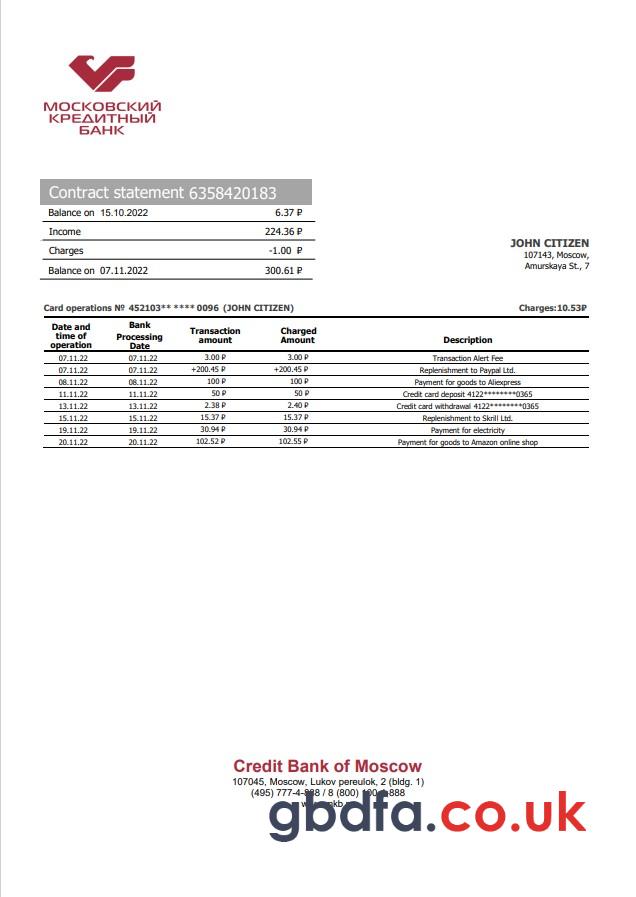 МОСКОВСКИЙ
КРЕДИТНЫЙ
БАНК
Contract statement 6358420183
Balance on 15.10.2022 6.37 ₽
Income 224.36 ₽
Charges -1.00 ₽
Balance on 07.11.2022 300.61 ₽
JOHN CITIZEN
107143, Moscow,
Amurskaya St., 7
Card operations № 452103** **** 0096 (JOHN CITIZEN) Charges:10.53₽
Date and time of operation Bank Processing Date Transaction amount Charged Amount Description
07.11.22 07.11.22 3.00 ₽ 3.00 ₽ Transaction Alert Fee
07.11.22 07.11.22 +200.45 ₽ +200.45 ₽ Replenishment to Paypal Ltd.
08.11.22 08.11.22 100 ₽ 100 ₽ Payment for goods to Aliexpress
11.11.22 11.11.22 50 ₽ 50 ₽ Credit card deposit 4122********0365
13.11.22 13.11.22 2.38 ₽ 2.40 ₽ Credit card withdrawal 4122********0365
15.11.22 15.11.22 15.37 ₽ 15.37 ₽ Replenishment to Skrill Ltd.
19.11.22 19.11.22 30.94 ₽ 30.94 ₽ Payment for electricity
20.11.22 20.11.22 102.52 ₽ 102.55 ₽ Payment for goods to Amazon online shop
Credit Bank of Moscow
107045, Moscow, Lukov pereulok, 2 (bldg. 1)
(495) 777-4-888 / 8 (800)
gbdfa.co.uk